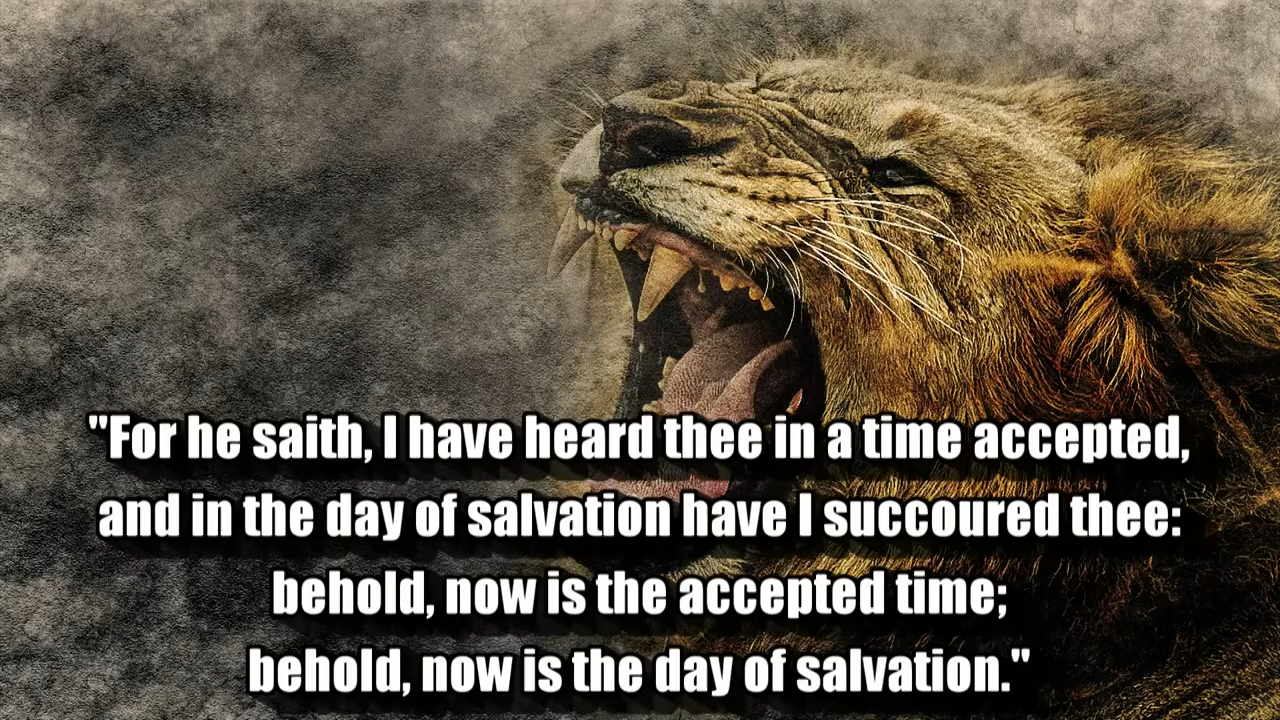 "For he saith, I have heard thee in a time accepted,
and in the day of salvation have I succoured thee:
behold, now is the accepted time;
behold, now is the day of salvation."